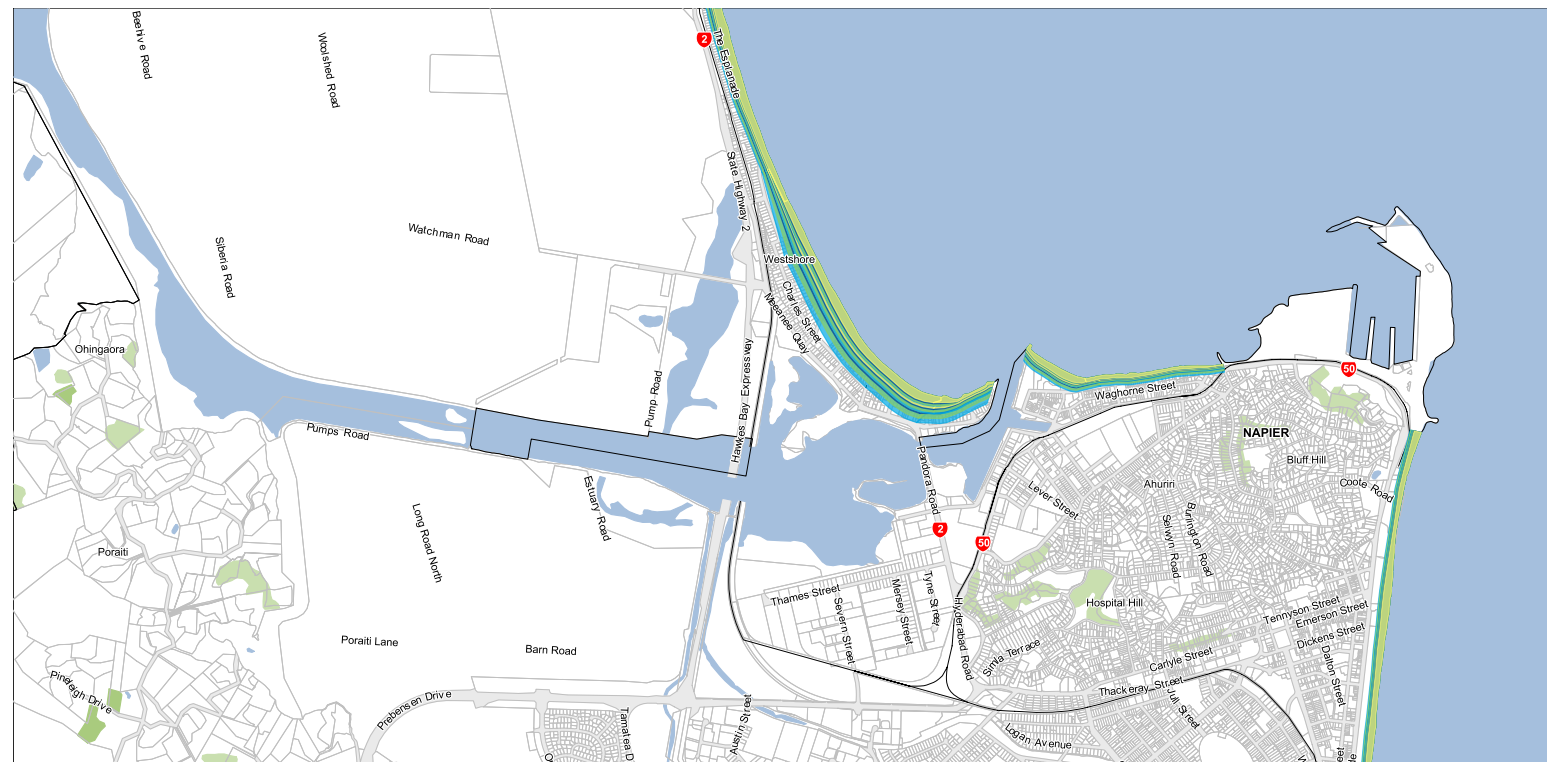 Beehive Road
Woolshed Road
2
The Esplanade
State Highway 2
Watchman Road
Siberia Road
Westshore
Charles Street
Meeanee Quay
Ohingaora
Pump Road
Hawkes Bay Expressway
50
Waghorne Street
Pumps Road
NAPIER
Bluff Hill
Coote Road
Pandora Road
Ahuriri
Lever Street
Burington Road
Selwyn Road
Estuary Road
Long Road North
2
50
Poraiti
Thames Street
Severn Street
Mersey Street
Tyne Street
Hyderabad Road
Hospital Hill
Tennyson Street
Emerson Street
Dickens Street
Dalton Street
Simla Terrace
Carlyle Street
Thackeray Street
Jull Street
Poraiti Lane
Barn Road
Pineleigh Drive
Prebensen Drive
Tamatea D
Austin Street
Logan Avenue